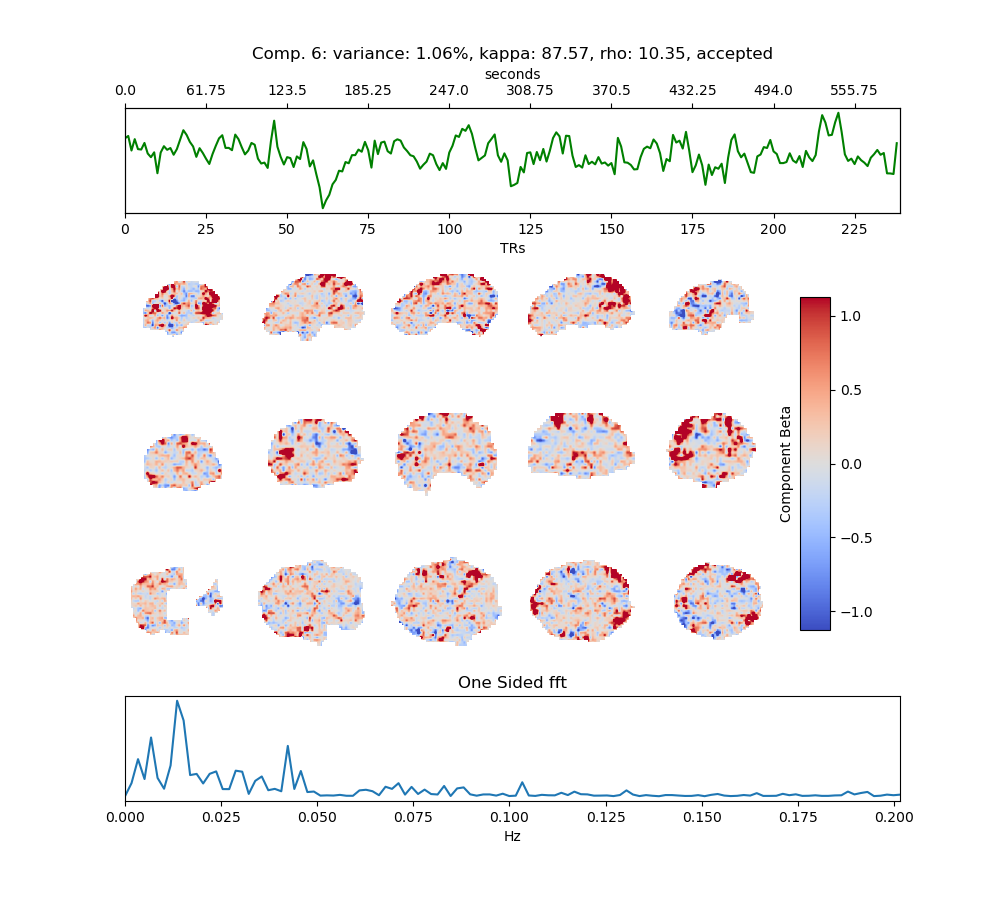 Comp. 6: variance: 1.06%, kappa: 87.57, rho: 10.35, accepted
seconds
0.0 61.75 123.5 185.25 247.0 308.75 370.5 432.25 494.0 555.75
0 25 50 75 100 125 150 175 200 225
TRs
1.0
0.5
0.0
−0.5
−1.0
Component Beta
One Sided fft
0.000 0.025 0.050 0.075 0.100 0.125 0.150 0.175 0.200
Hz